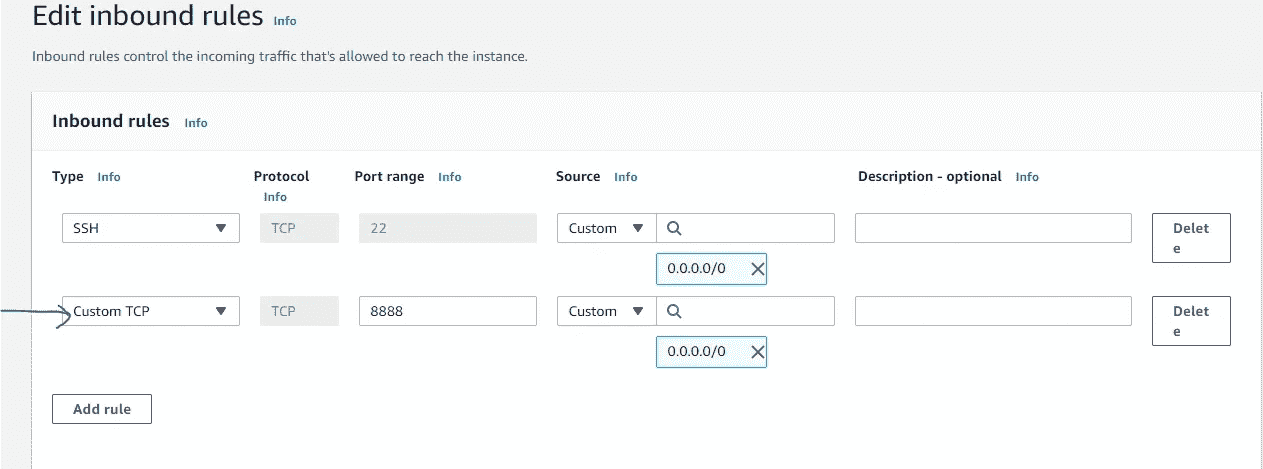 Edit inbound rules Info
Inbound rules control the incoming traffic that's allowed to reach the instance.
Inbound rules Info
Type Info Protocol Info Port range Info Source Info Description - optional Info
SSH TCP 22 Custom Delete
0.0.0.0/0
Custom TCP TCP 8888 Custom Delete
0.0.0.0/0
Add rule